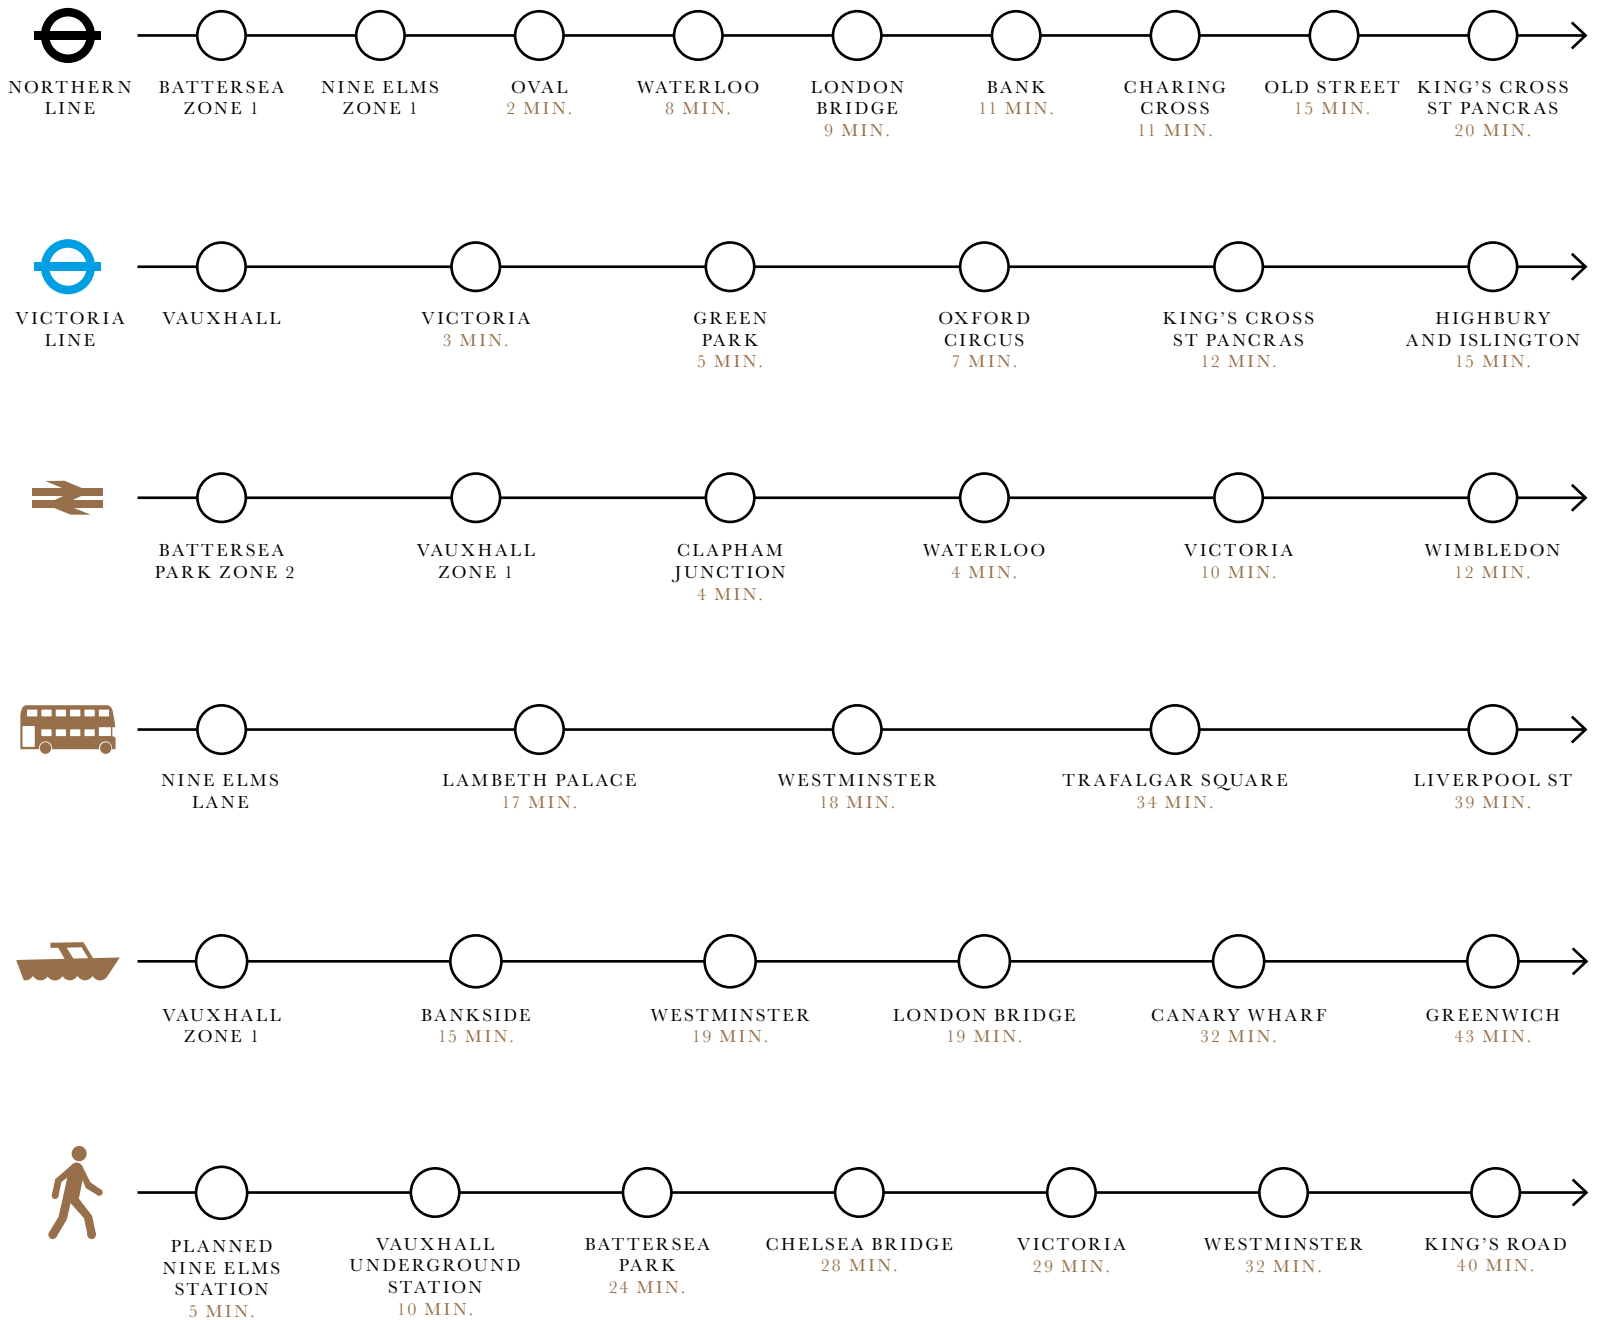 NORTHERN
LINE
BATTERSEA
ZONE 1
NINE ELMS
ZONE 1
OVAL
2 MIN.
WATERLOO
8 MIN.
LONDON
BRIDGE
9 MIN.
BANK
11 MIN.
CHARING
CROSS
11 MIN.
OLD STREET
15 MIN.
KING'S CROSS
ST PANCRAS
20 MIN.
VICTORIA
LINE
VAUXHALL
VICTORIA
3 MIN.
GREEN
PARK
5 MIN.
OXFORD
CIRCUS
7 MIN.
KING'S CROSS
ST PANCRAS
12 MIN.
HIGHBURY
AND ISLINGTON
15 MIN.
BATTERSEA
PARK ZONE 2
VAUXHALL
ZONE 1
CLAPHAM
JUNCTION
4 MIN.
WATERLOO
4 MIN.
VICTORIA
10 MIN.
WIMBLEDON
12 MIN.
NINE ELMS
LANE
LAMBETH PALACE
17 MIN.
WESTMINSTER
18 MIN.
TRAFALGAR SQUARE
34 MIN.
LIVERPOOL ST
39 MIN.
VAUXHALL
ZONE 1
BANKSIDE
15 MIN.
WESTMINSTER
19 MIN.
LONDON BRIDGE
19 MIN.
CANARY WHARF
32 MIN.
GREENWICH
43 MIN.
PLANNED
NINE ELMS
STATION
5 MIN.
VAUXHALL
UNDERGROUND
STATION
10 MIN.
BATTERSEA
PARK
24 MIN.
CHELSEA BRIDGE
28 MIN.
VICTORIA
29 MIN.
WESTMINSTER
32 MIN.
KING'S ROAD
40 MIN.